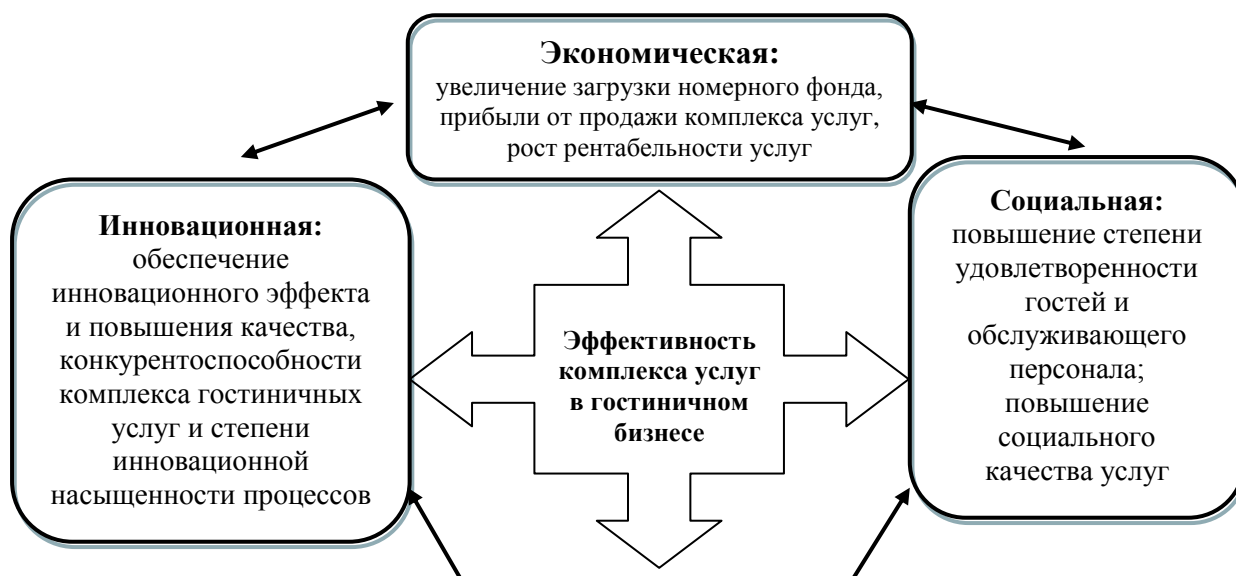 Экономическая:
увеличение загрузки номерного фонда,
прибыли от продажи комплекса услуг,
рост рентабельности услуг
Инновационная:
обеспечение
инновационного эффекта
и повышения качества,
конкурентоспособности
комплекса гостиничных
услуг и степени
инновационной
насыщенности процессов
Эффективность
комплекса услуг
в гостиничном
бизнесе
Социальная:
повышение степени
удовлетворенности
гостей и
обслуживающего
персонала;
повышение
социального
качества услуг